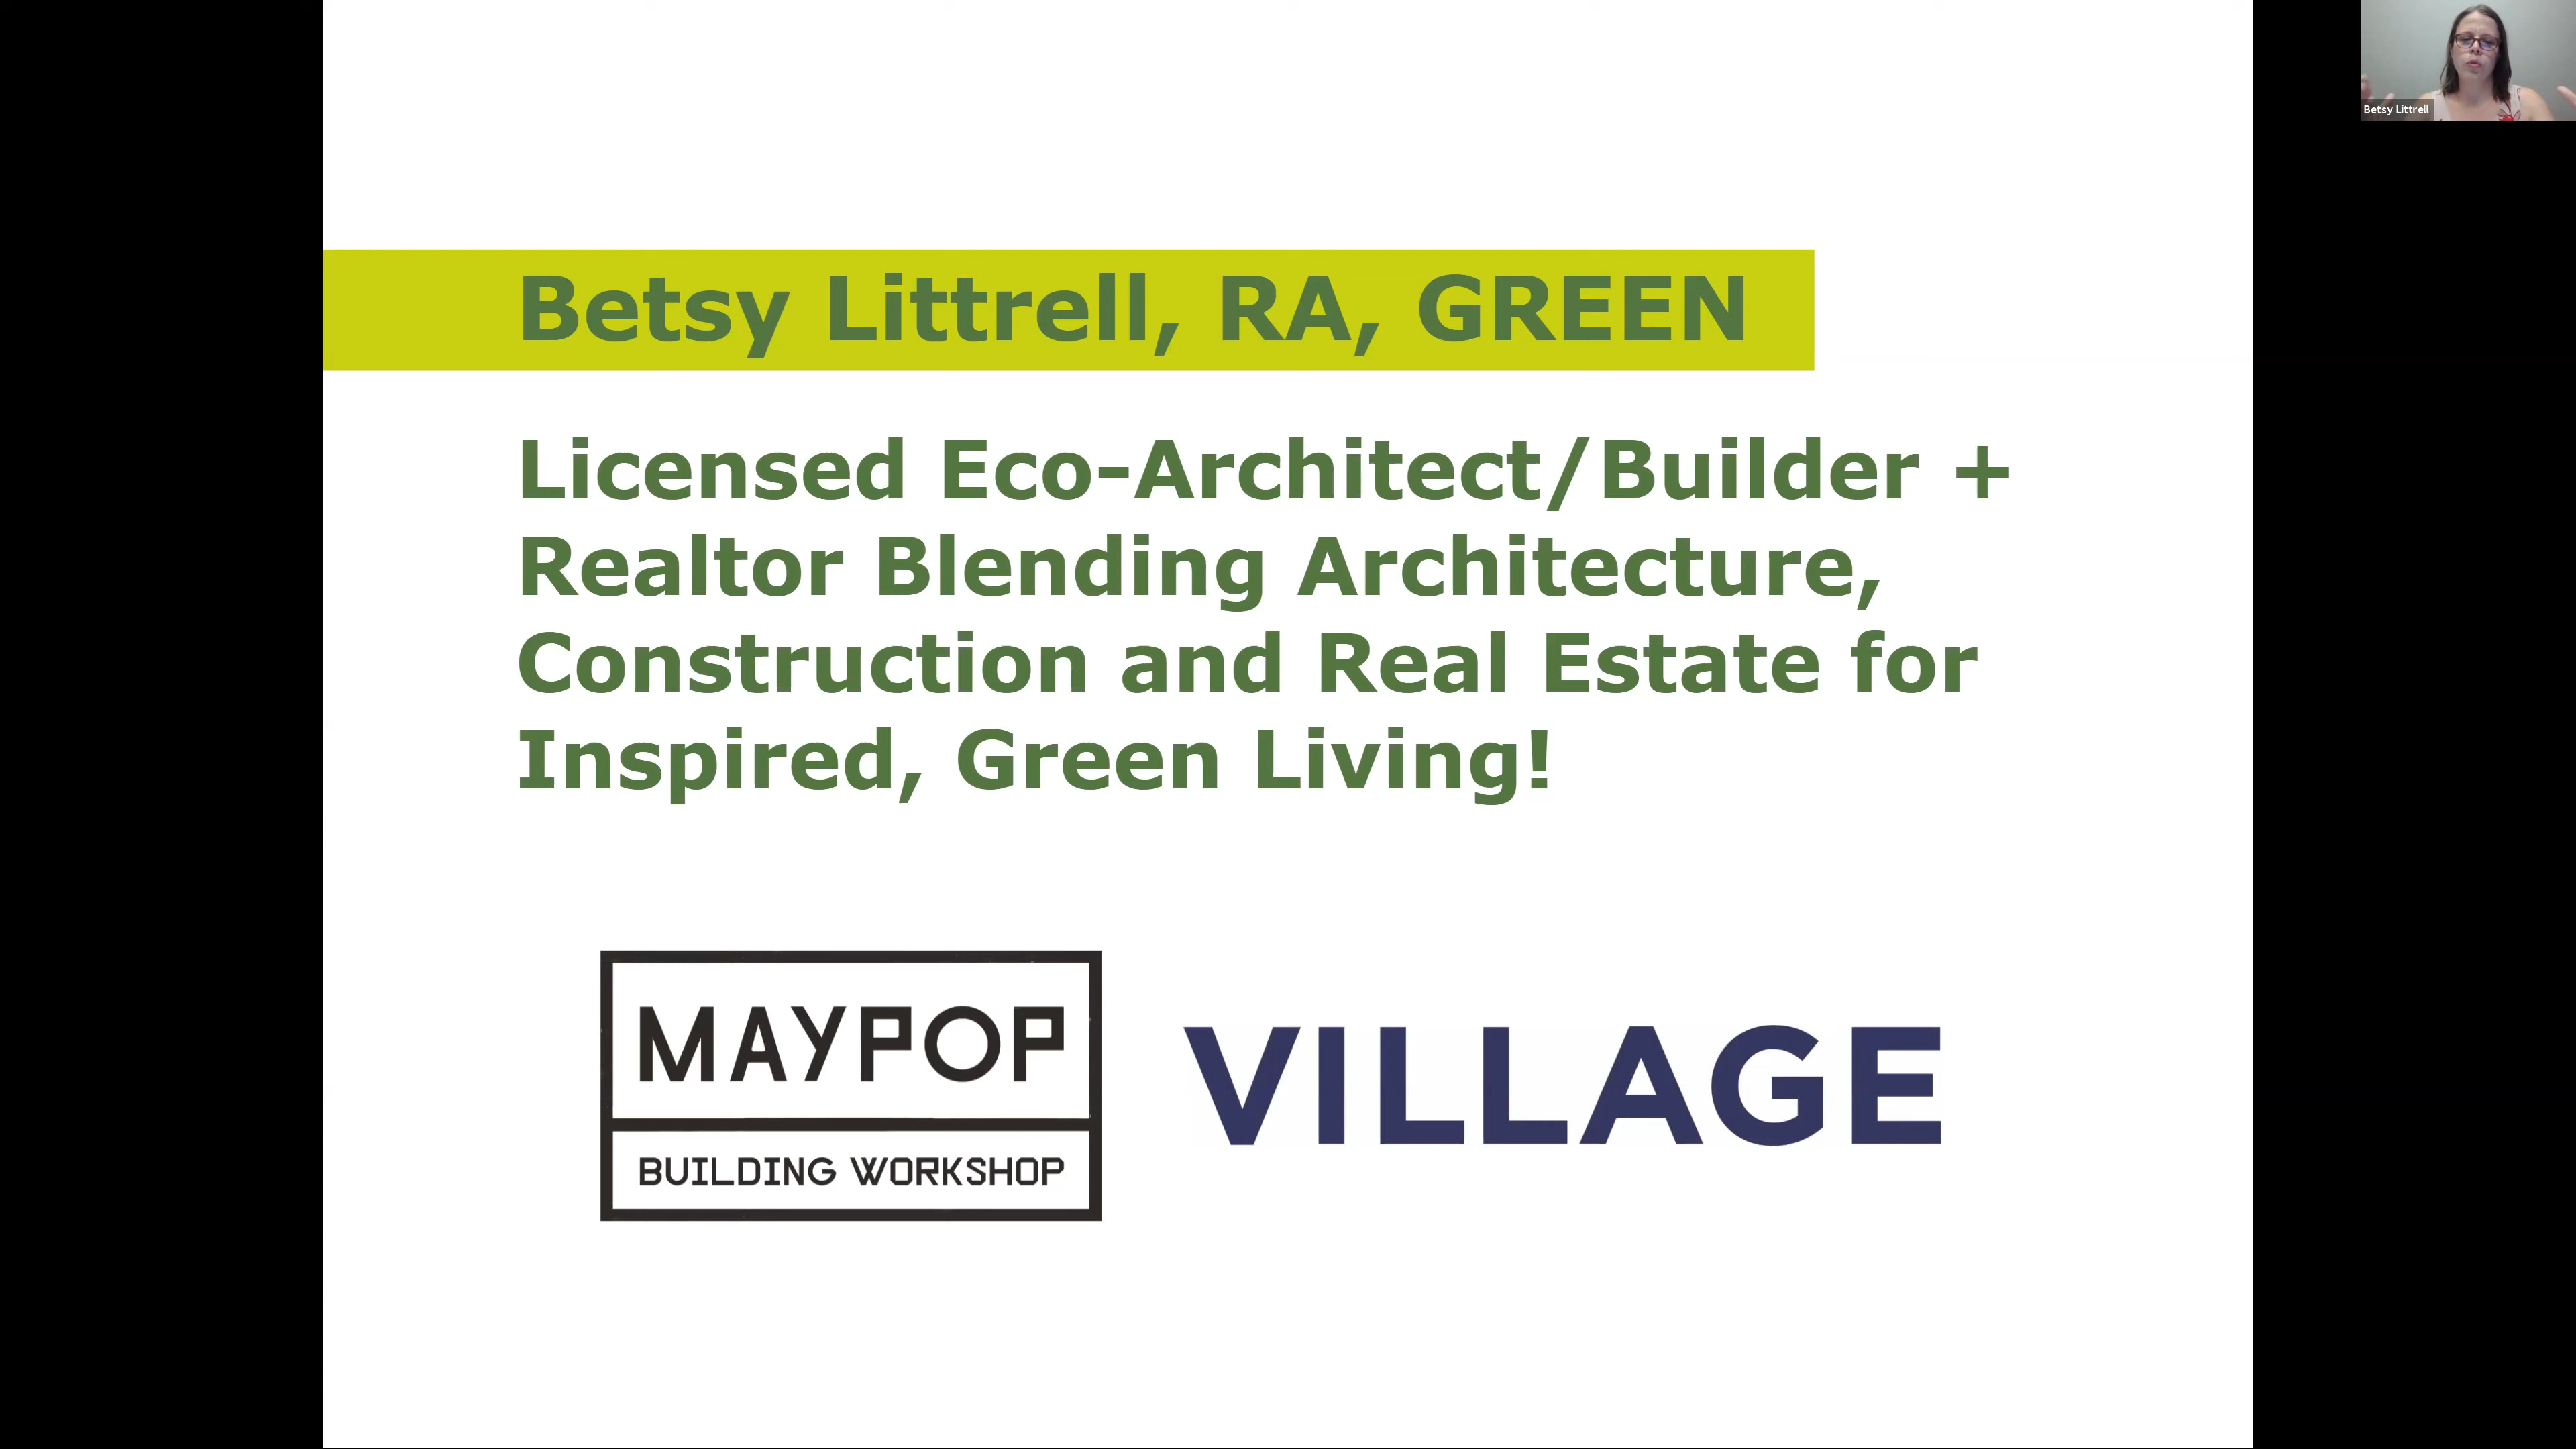 Betsy Littrell, RA, GREEN
Licensed Eco-Architect/Builder +
Realtor Blending Architecture,
Construction and Real Estate for
Inspired, Green Living!
MAYPOP
BUILDING WORKSHOP
VILLAGE
Betsy Littrell